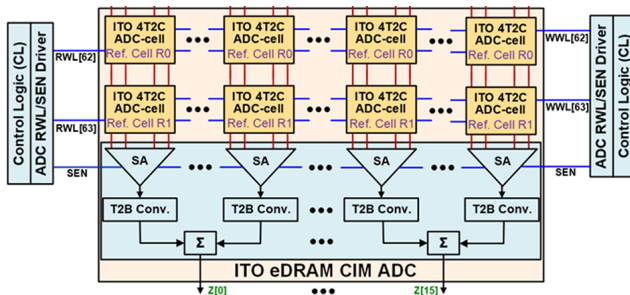 Control Logic (CL)
ADC RWL/SEN Driver
RWL[62]
RWL[63]
SEN
ITO 4T2C
ADC-cell
Ref. Cell R0
ITO 4T2C
ADC-cell
Ref. Cell R0
ITO 4T2C
ADC-cell
Ref. Cell R0
ITO 4T2C
ADC-cell
Ref. Cell R0
ITO 4T2C
ADC-cell
Ref. Cell R1
ITO 4T2C
ADC-cell
Ref. Cell R1
ITO 4T2C
ADC-cell
Ref. Cell R1
ITO 4T2C
ADC-cell
Ref. Cell R1
WWL[62]
WWL[63]
SEN
ADC RWL/SEN Driver
Control Logic (CL)
SA
SA
SA
SA
T2B Conv.
T2B Conv.
T2B Conv.
T2B Conv.
Σ
Σ
ITO eDRAM CIM ADC
Z[0]
Z[15]